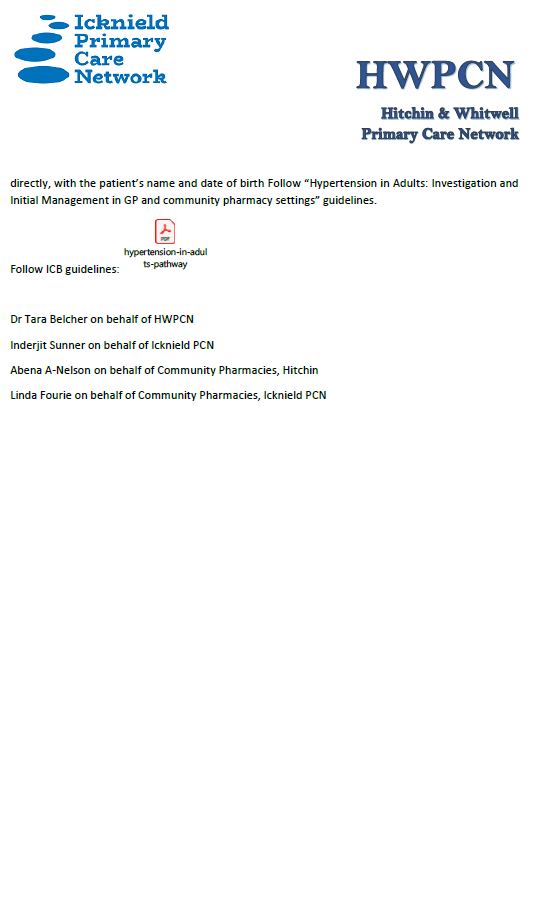 Icknield
Primary
Care
Network
HWPCN
Hitchin & Whitwell
Primary Care Network
directly, with the patient's name and date of birth Follow “Hypertension in Adults: Investigation and
Initial Management in GP and community pharmacy settings” guidelines.
PDF
hypertension-in-adul
ts-pathway
Follow ICB guidelines:
Dr Tara Belcher on behalf of HWPCN
Inderjit Sunner on behalf of Icknield PCN
Abena A-Nelson on behalf of Community Pharmacies, Hitchin
Linda Fourie on behalf of Community Pharmacies, Icknield PCN